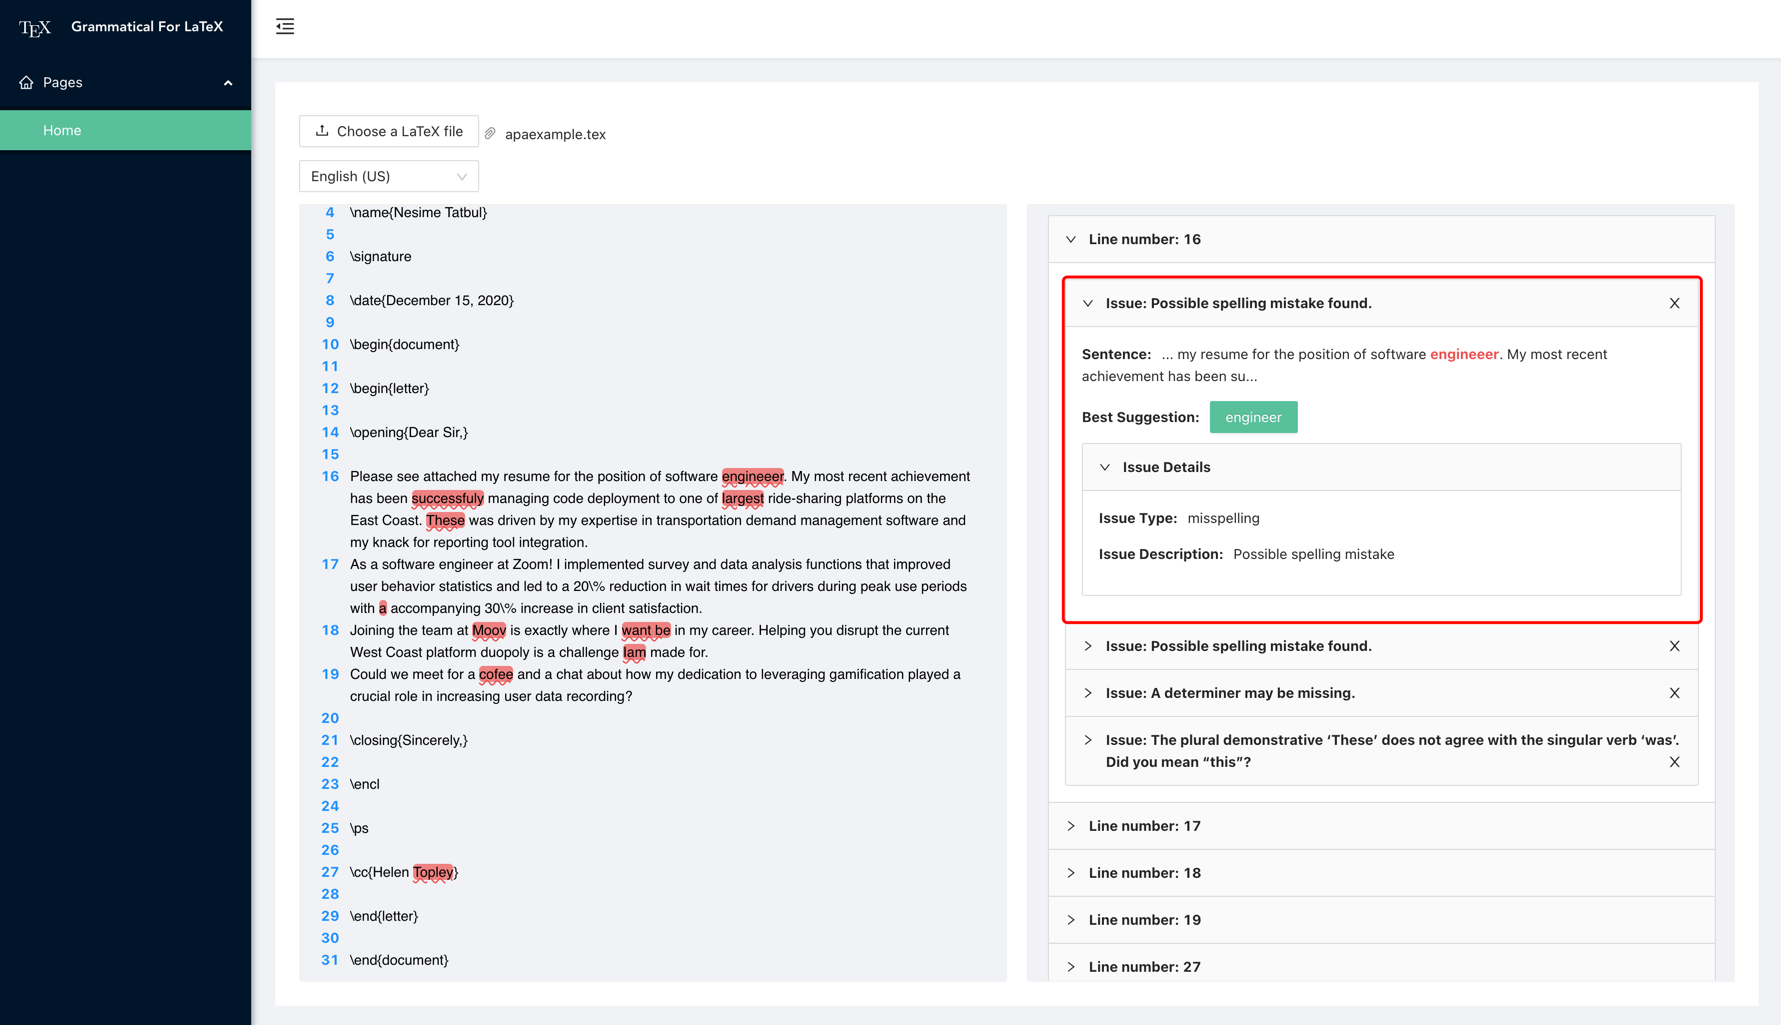 TEX Grammatical For LaTeX
Pages
Home
Choose a LaTeX file apaexample.tex
English (US)
4 \name{Nesime Tatbul}
5
6 \signature
7
8 \date{December 15, 2020}
9
10 \begin{document}
11
12 \begin{letter}
13
14 \opening{Dear Sir,}
15
16 Please see attached my resume for the position of software engineeer. My most recent achievement
has been successfuly managing code deployment to one of largest ride-sharing platforms on the
East Coast. These was driven by my expertise in transportation demand management software and
my knack for reporting tool integration.
17 As a software engineer at Zoom! I implemented survey and data analysis functions that improved
user behavior statistics and led to a 20\% reduction in wait times for drivers during peak use periods
with a accompanying 30\% increase in client satisfaction.
18 Joining the team at Moov is exactly where I want be in my career. Helping you disrupt the current
West Coast platform duopoly is a challenge Iam made for.
19 Could we meet for a cofee and a chat about how my dedication to leveraging gamification played a
crucial role in increasing user data recording?
20
21 \closing{Sincerely,}
22
23 \encl
24
25 \ps
26
27 \cc{Helen Topley}
28
29 \end{letter}
30
31 \end{document}
Line number: 16
Issue: Possible spelling mistake found. X
Sentence: ... my resume for the position of software engineeer. My most recent
achievement has been su...
Best Suggestion: engineer
Issue Details
Issue Type: misspelling
Issue Description: Possible spelling mistake
Issue: Possible spelling mistake found. X
Issue: A determiner may be missing. X
Issue: The plural demonstrative ‘These’ does not agree with the singular verb ‘was’.
Did you mean “this”? X
Line number: 17
Line number: 18
Line number: 19
Line number: 27